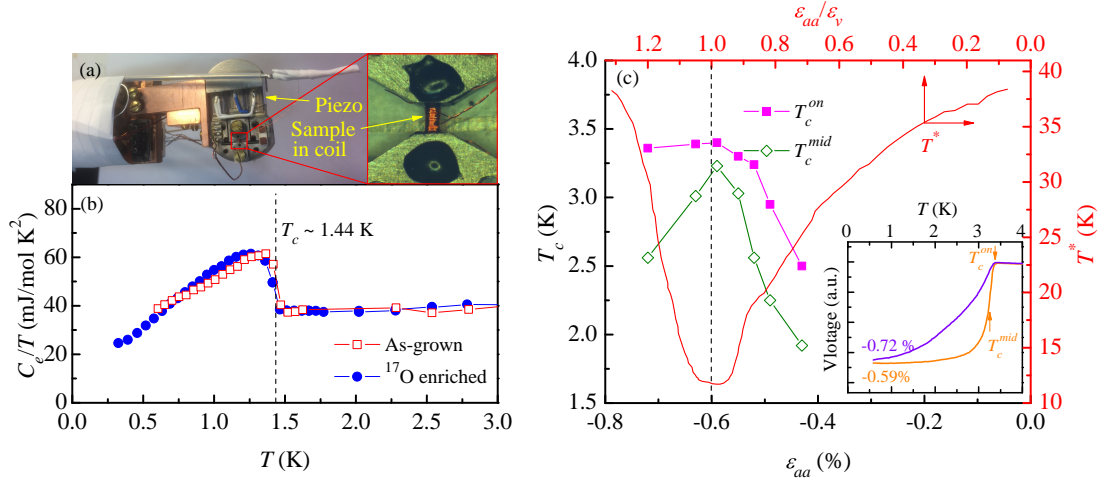 (a)
Piezo
Sample
in coil
(b)
T_c ~ 1.44 K
C_e/T (mJ/mol K²)
80
60
40
20
0
As-grown
¹⁷O enriched
0.0 0.5 1.0 1.5 2.0 2.5 3.0
T (K)
ε_aa/ε_v
1.2 1.0 0.8 0.6 0.4 0.2 0.0
(c)
T_c^on
T_c^mid
T_c (K)
4.0
3.5
3.0
2.5
2.0
1.5
T*
T* (K)
40
35
30
25
20
15
10
T (K)
0 1 2 3 4
Vlotage (a.u.)
T_c^on
T_c^mid
-0.72 %
-0.59%
-0.8 -0.6 -0.4 -0.2 0.0
ε_aa (%)